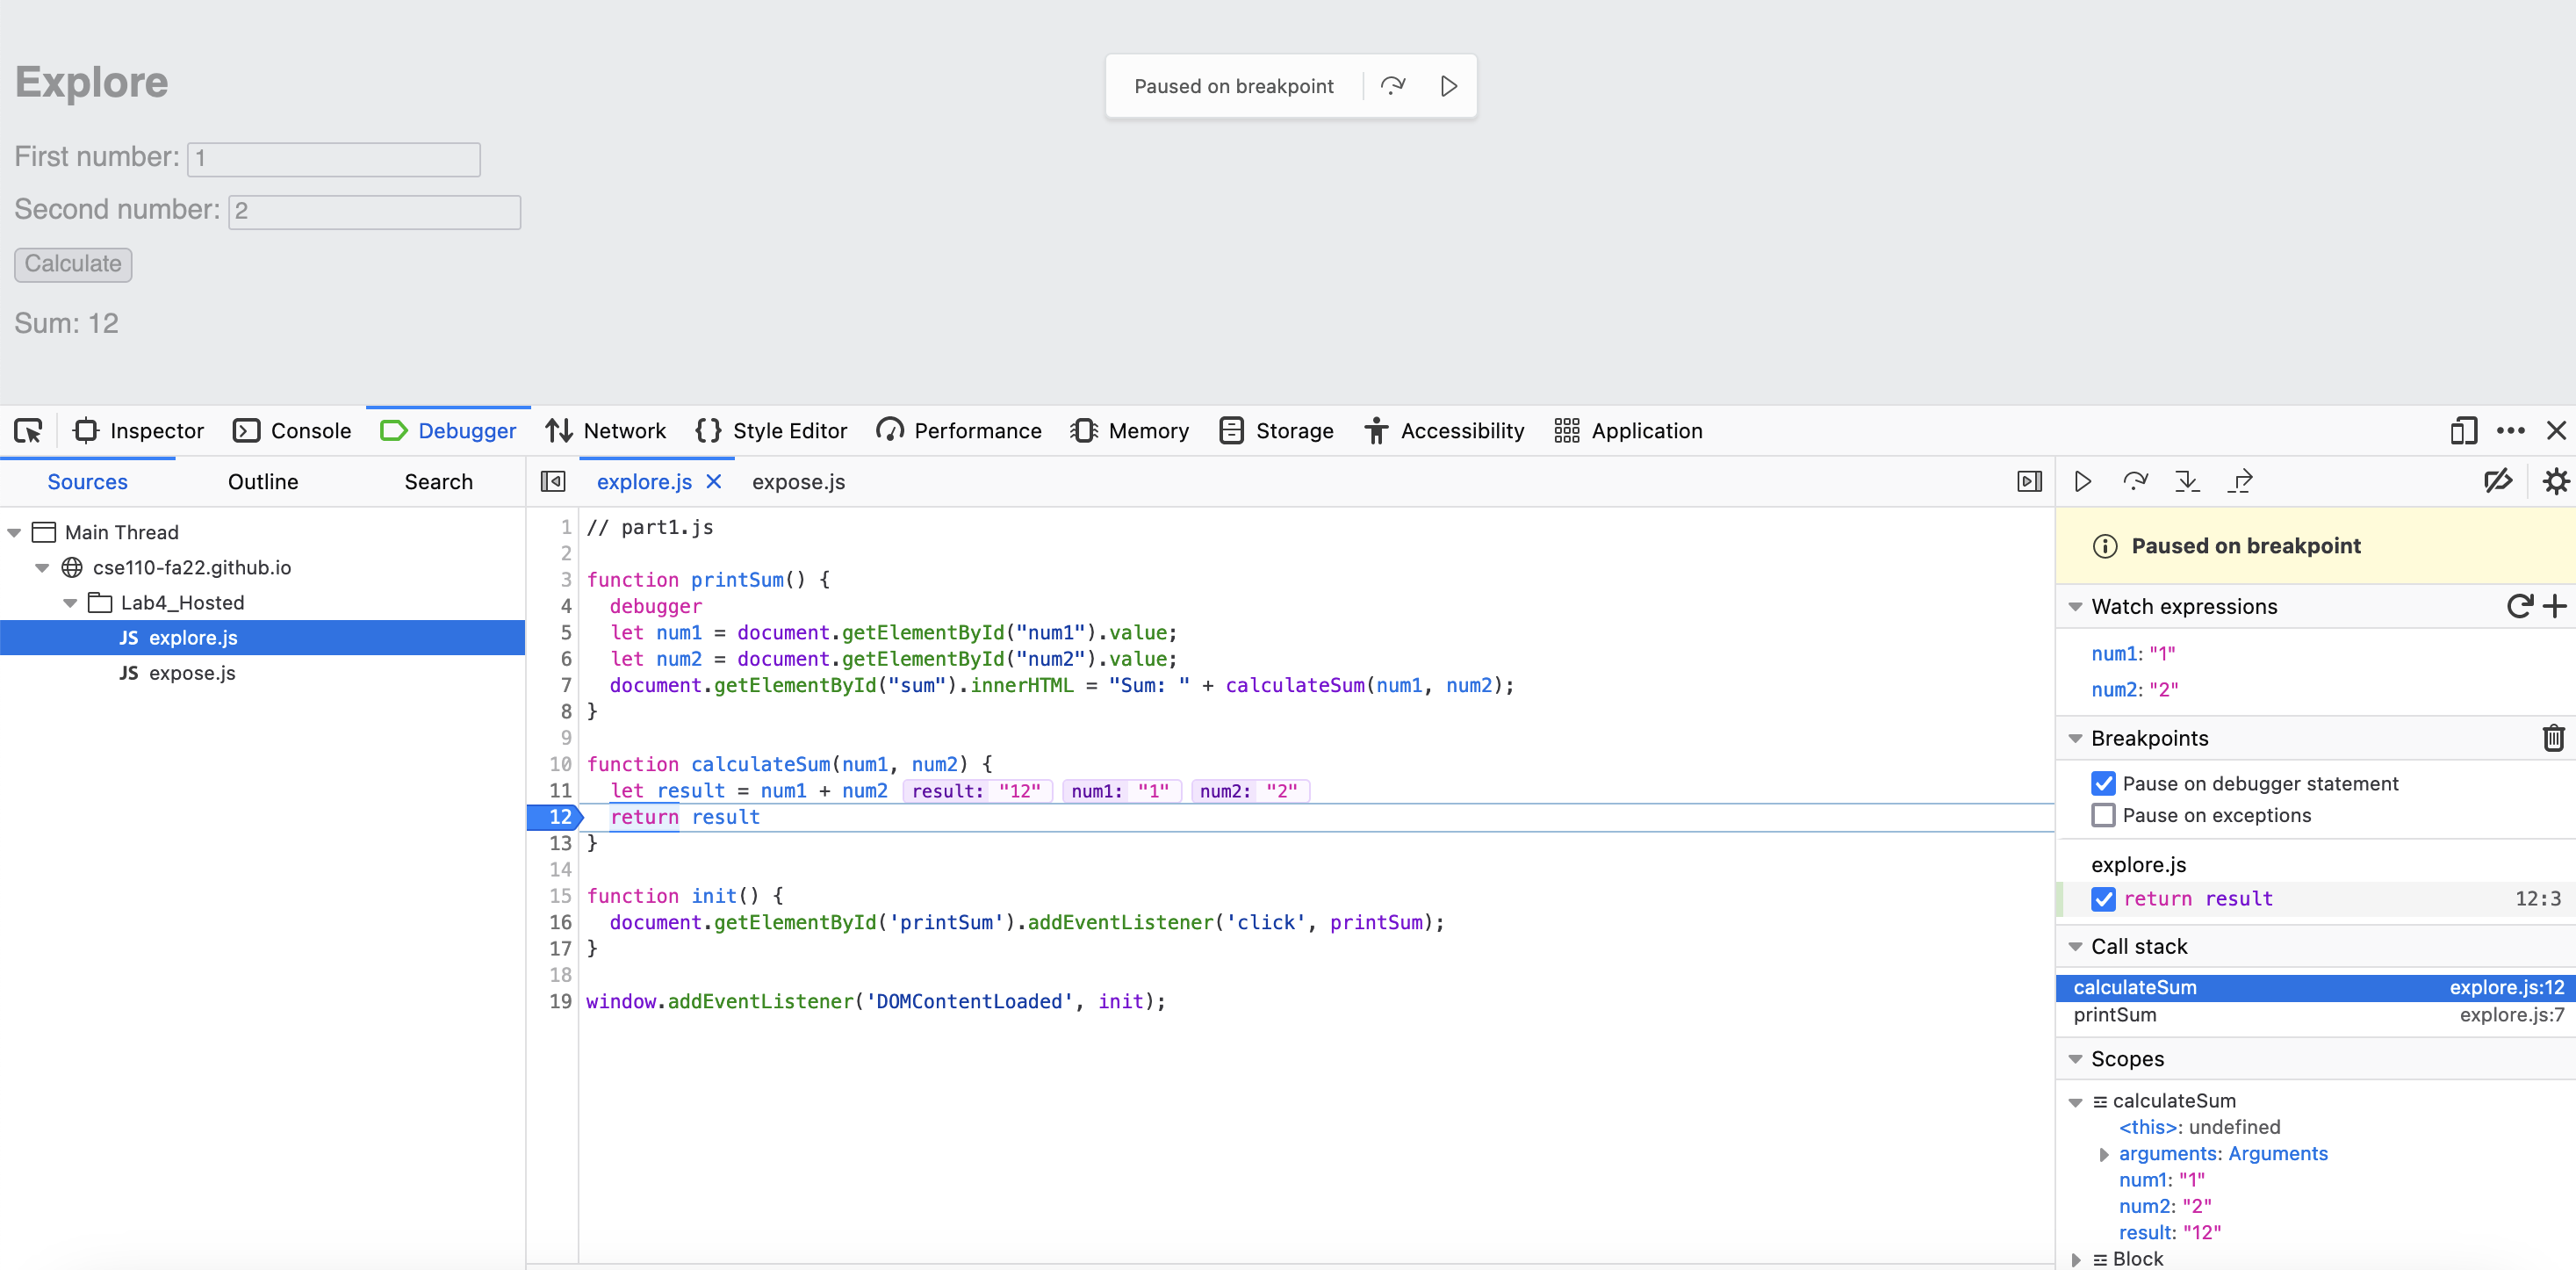 Explore
Paused on breakpoint
First number: 1
Second number: 2
Calculate
Sum: 12
Inspector Console Debugger Network Style Editor Performance Memory Storage Accessibility Application
Sources Outline Search
explore.js expose.js
Main Thread
cse110-fa22.github.io
Lab4_Hosted
JS explore.js
JS expose.js
1 // part1.js
2
3 function printSum() {
4 debugger
5 let num1 = document.getElementById("num1").value;
6 let num2 = document.getElementById("num2").value;
7 document.getElementById("sum").innerHTML = "Sum: " + calculateSum(num1, num2);
8 }
9
10 function calculateSum(num1, num2) {
11 let result = num1 + num2 result: "12" num1: "1" num2: "2"
12 return result
13 }
14
15 function init() {
16 document.getElementById('printSum').addEventListener('click', printSum);
17 }
18
19 window.addEventListener('DOMContentLoaded', init);
Paused on breakpoint
Watch expressions
num1: "1"
num2: "2"
Breakpoints
Pause on debugger statement
Pause on exceptions
explore.js
return result 12:3
Call stack
calculateSum explore.js:12
printSum explore.js:7
Scopes
calculateSum
<this>: undefined
arguments: Arguments
num1: "1"
num2: "2"
result: "12"
Block